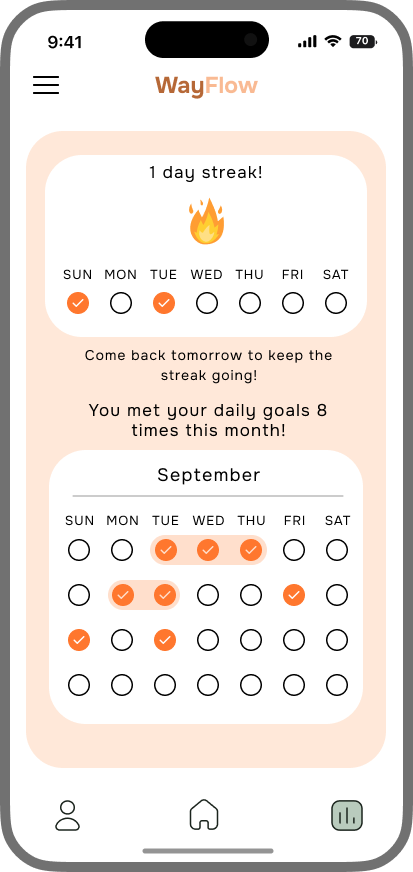 9:41
70
WayFlow
1 day streak!
SUN MON TUE WED THU FRI SAT
Come back tomorrow to keep the
streak going!
You met your daily goals 8
times this month!
September
SUN MON TUE WED THU FRI SAT